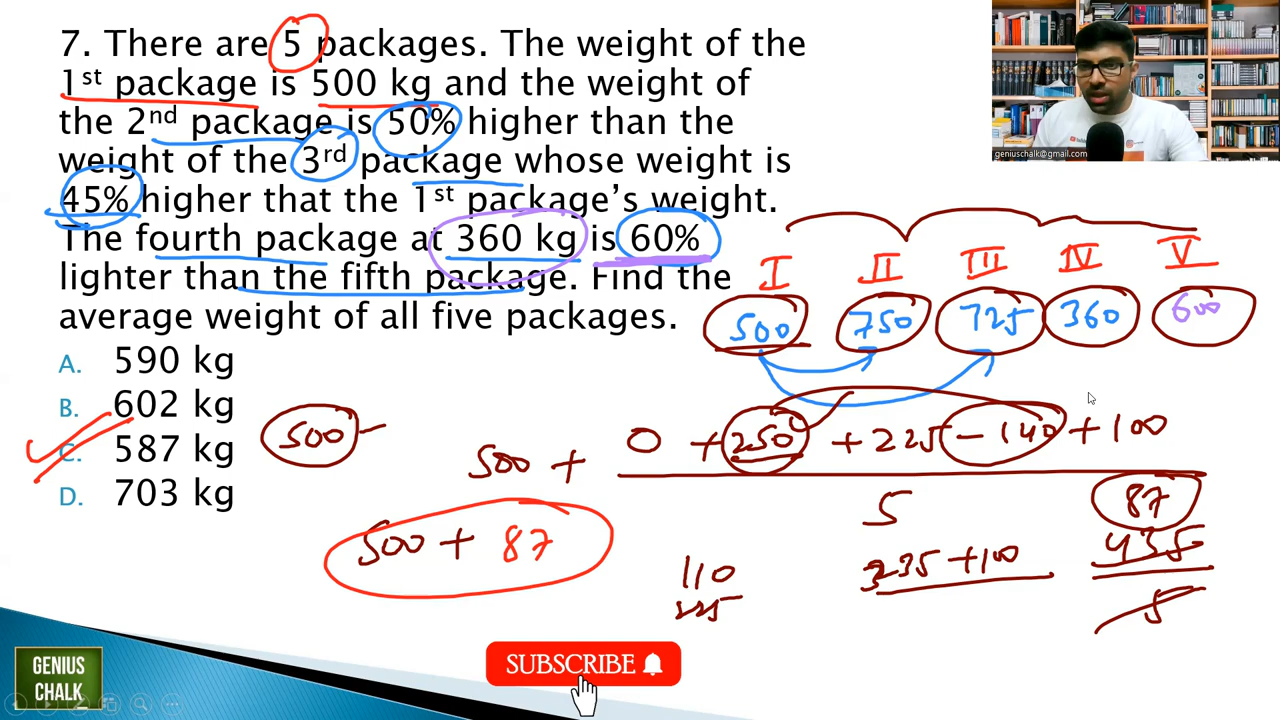 7. There are 5 packages. The weight of the
1st package is 500 kg and the weight of
the 2nd package is 50% higher than the
weight of the 3rd package whose weight is
45% higher that the 1st package’s weight.
The fourth package at 360 kg is 60%
lighter than the fifth package. Find the
average weight of all five packages.
A. 590 kg
B. 602 kg
C. 587 kg
D. 703 kg
geniuschalk@gmail.com
I II III IV V
500 750 725 360 600
500 -
500 + 0 + 250 + 225 - 140 + 100
5
87
500 + 87
110
235 + 100
435
5
SUBSCRIBE
GENIUS
CHALK